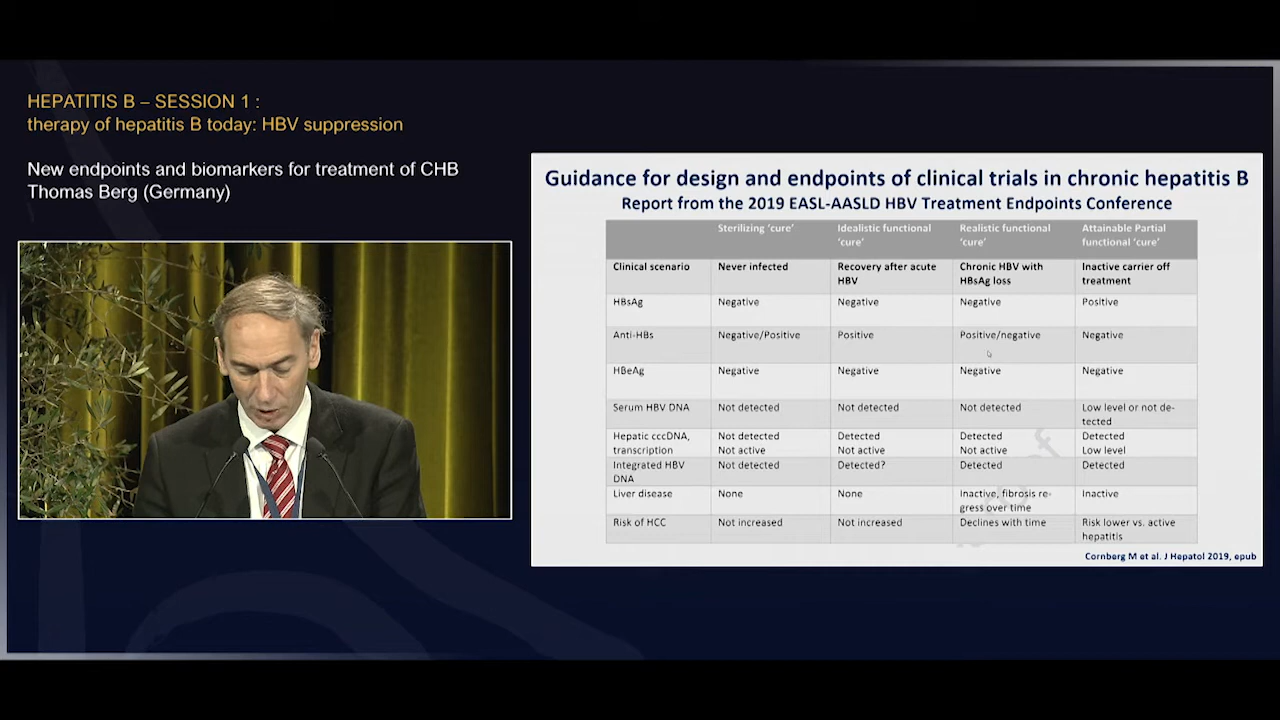 HEPATITIS B – SESSION 1 :
therapy of hepatitis B today: HBV suppression
New endpoints and biomarkers for treatment of CHB
Thomas Berg (Germany)
Guidance for design and endpoints of clinical trials in chronic hepatitis B
Report from the 2019 EASL-AASLD HBV Treatment Endpoints Conference
Sterilizing 'cure' Idealistic functional Realistic functional Attainable Partial
'cure' 'cure' functional 'cure'
Clinical scenario Never infected Recovery after acute Chronic HBV with Inactive carrier off
HBV HBsAg loss treatment
HBsAg Negative Negative Negative Positive
Anti-HBs Negative/Positive Positive Positive/negative Negative
HBeAg Negative Negative Negative Negative
Serum HBV DNA Not detected Not detected Not detected Low level or not de-
tected
Hepatic cccDNA, Not detected Detected Detected Detected
transcription Not active Not active Not active Low level
Integrated HBV Not detected Detected? Detected Detected
DNA
Liver disease None None Inactive, fibrosis re- Inactive
gress over time
Risk of HCC Not increased Not increased Declines with time Risk lower vs. active
hepatitis
Cornberg M et al. J Hepatol 2019, epub